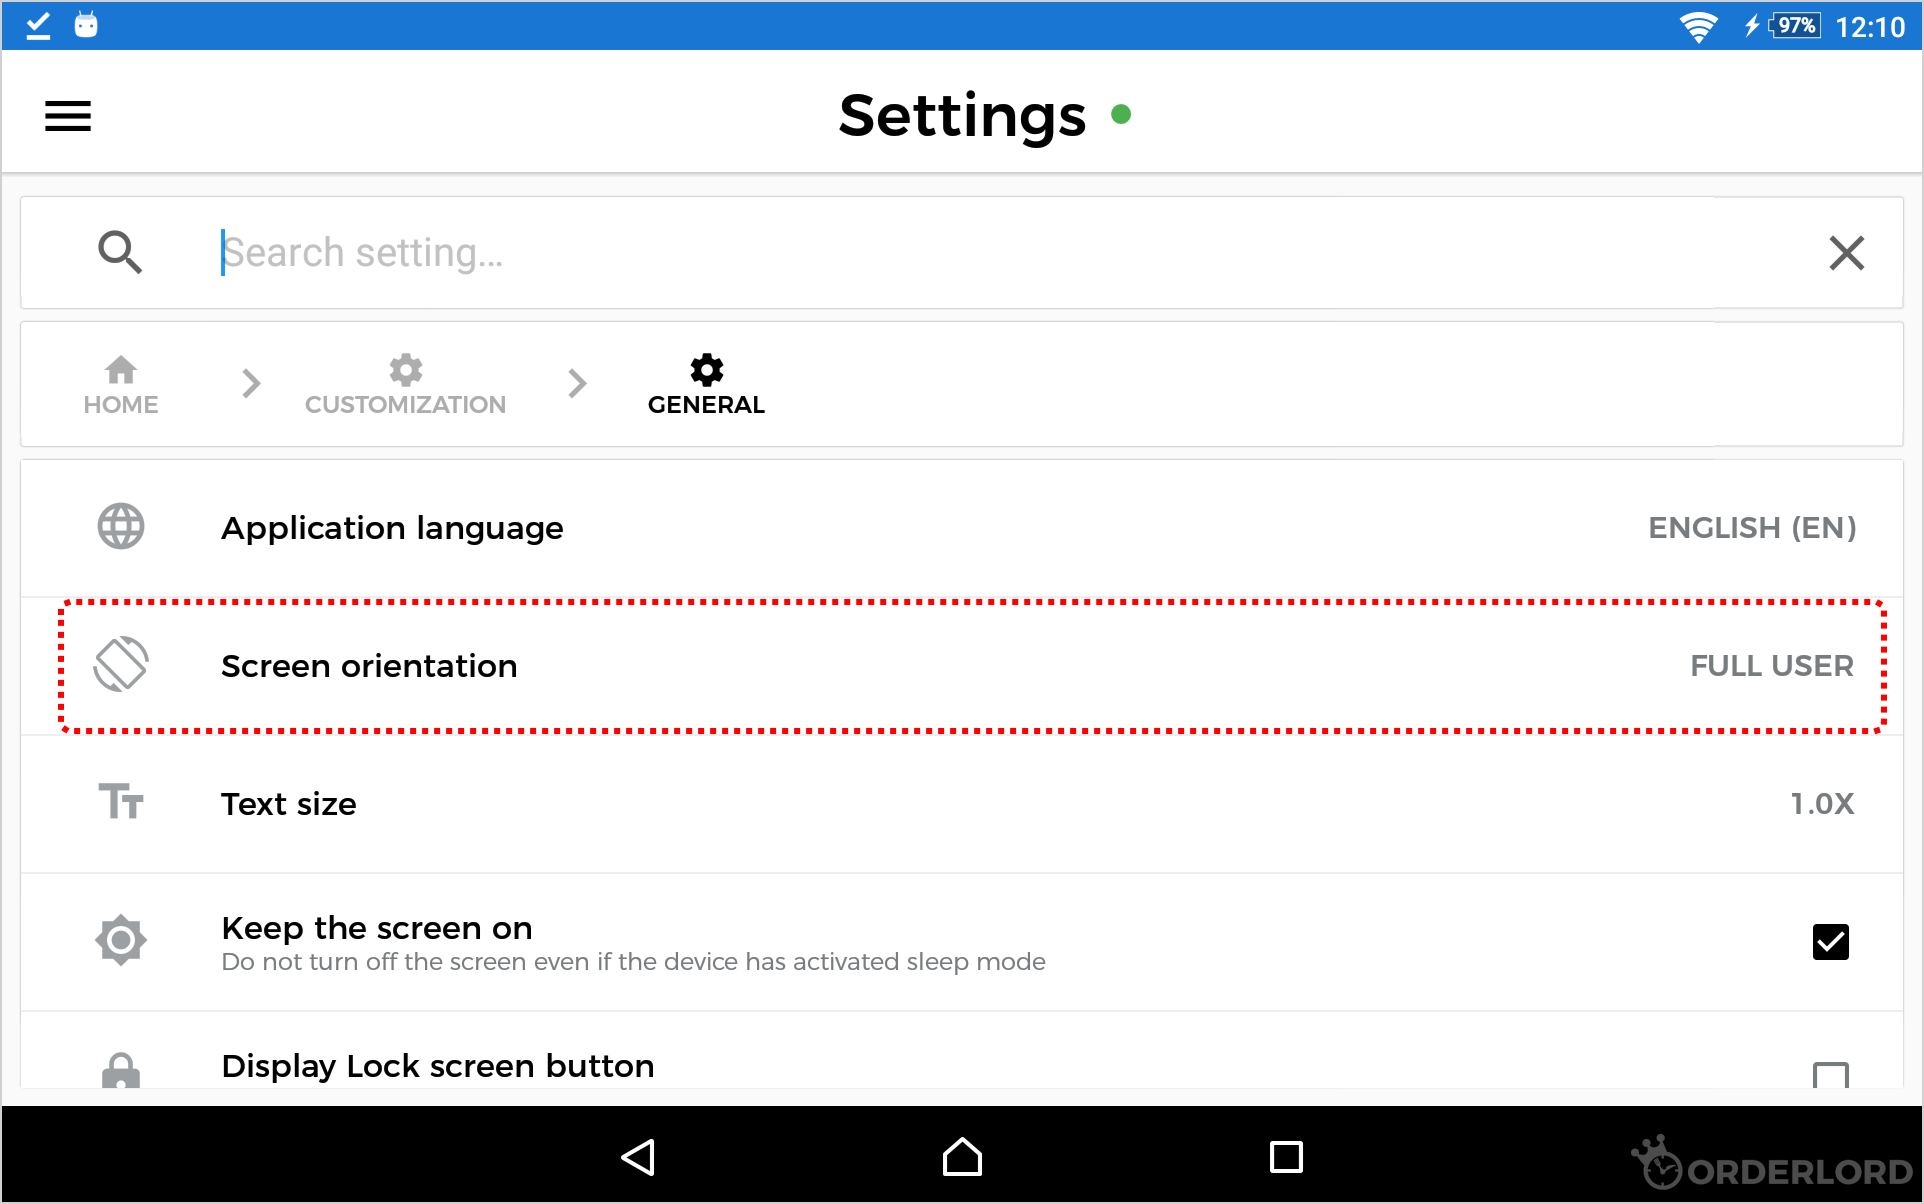 97% 12:10
Settings
Search setting...
HOME CUSTOMIZATION GENERAL
Application language ENGLISH (EN)
Screen orientation FULL USER
Text size 1.0X
Keep the screen on
Do not turn off the screen even if the device has activated sleep mode
Display Lock screen button
ORDERLORD